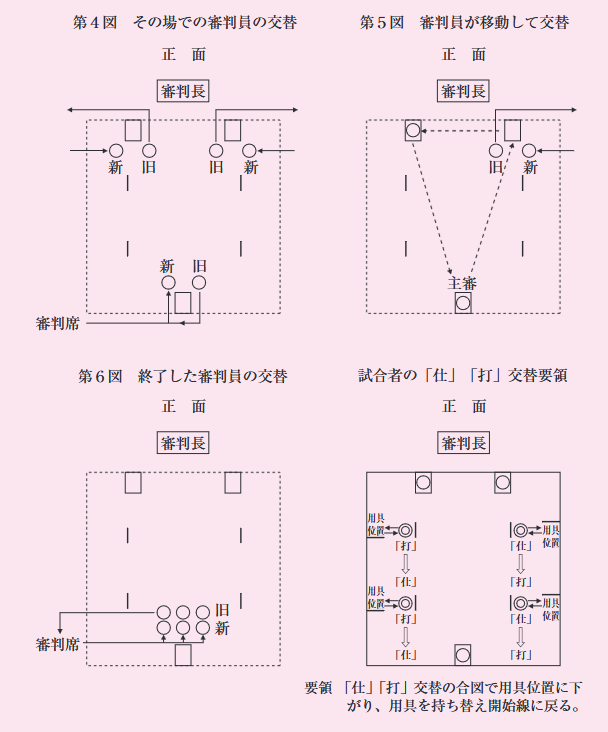 第４図　その場での審判員の交替
正　面
審判長
新
旧
旧
新
新
旧
審判席
第５図　審判員が移動して交替
正　面
審判長
旧
新
主審
第６図　終了した審判員の交替
正　面
審判長
旧
新
審判席
試合者の「仕」「打」交替要領
正　面
審判長
用具
位置
「打」
「仕」
用具
位置
「仕」
「打」
用具
位置
「打」
「仕」
用具
位置
「仕」
「打」
要領　「仕」「打」交替の合図で用具位置に下
がり、用具を持ち替え開始線に戻る。